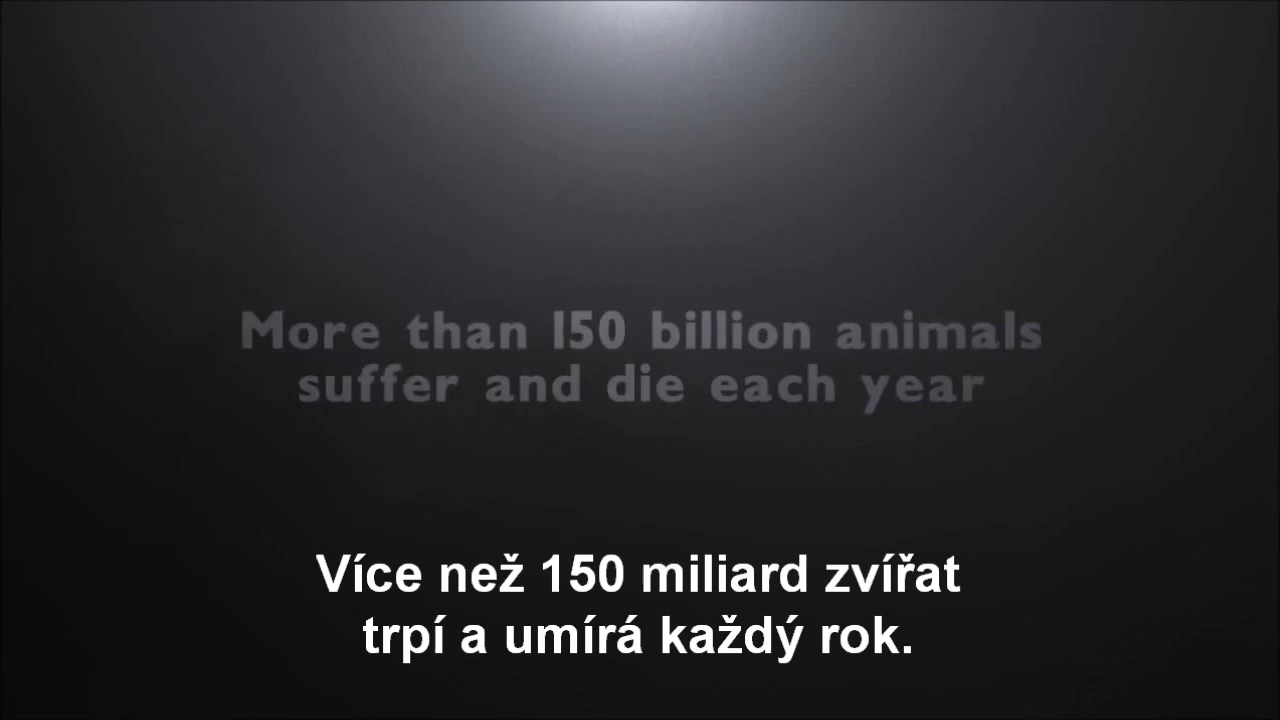 More than 150 billion animals
suffer and die each year
Více než 150 miliard zvířat
trpí a umírá každý rok.